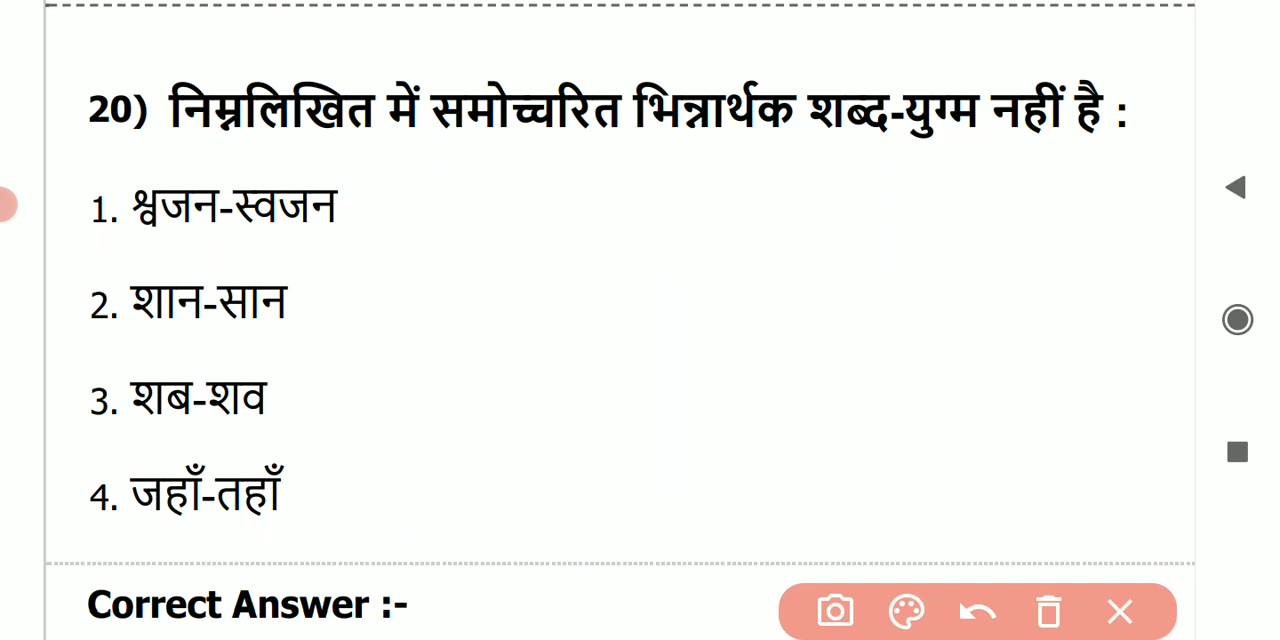 20) निम्नलिखित में समोच्चरित भिन्नार्थक शब्द-युग्म नहीं है :
1. श्वजन-स्वजन
2. शान-सान
3. शब-शव
4. जहाँ-तहाँ
Correct Answer :-